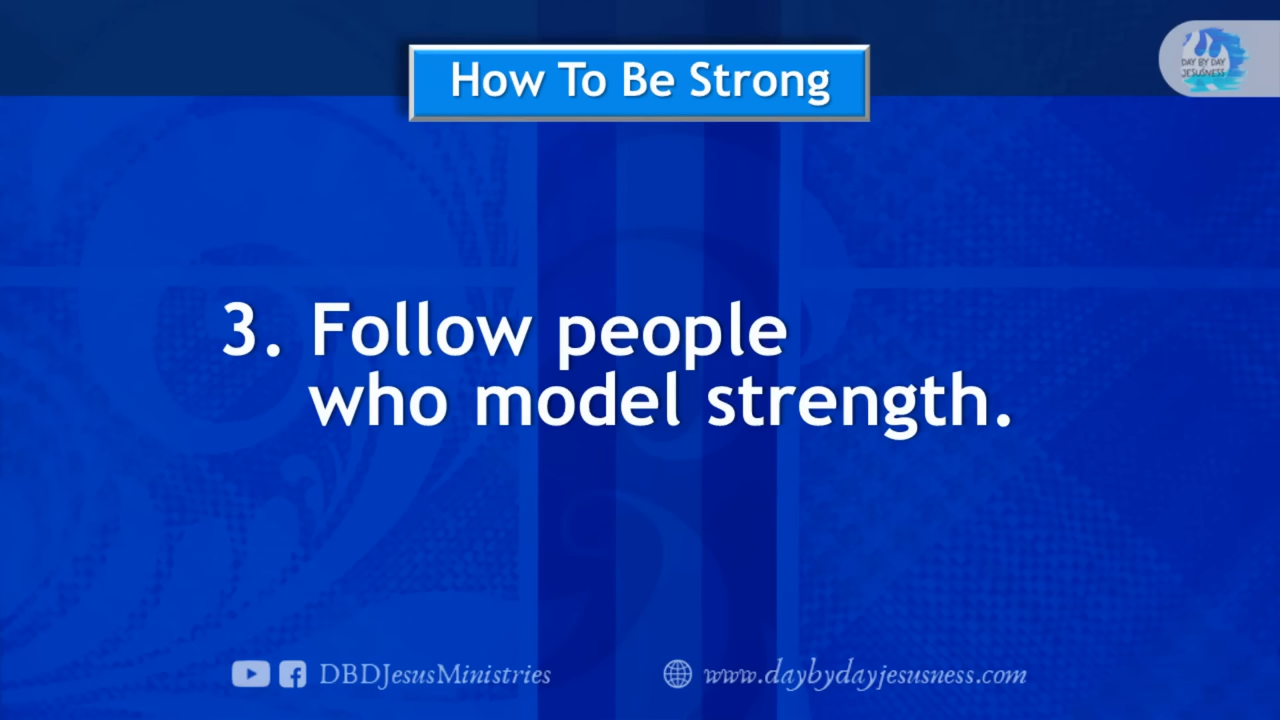 How To Be Strong
DAY BY DAY
JESUSNESS
3. Follow people
who model strength.
DBDJesusMinistries
www.daybydayjesusness.com